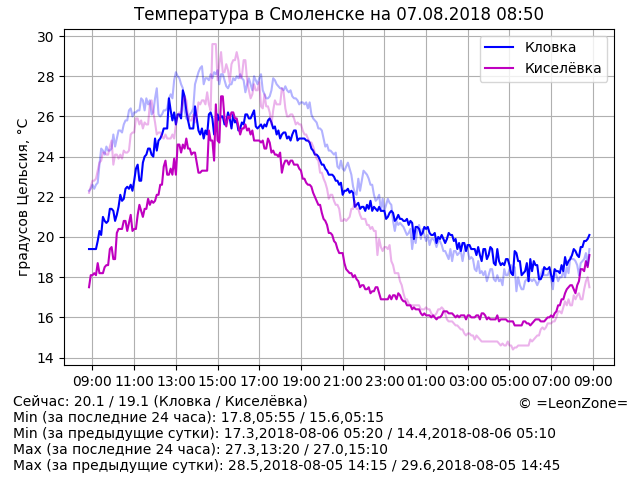 Температура в Смоленске на 07.08.2018 08:50
градусов Цельсия, °C
30
28
26
24
22
20
18
16
14
Кловка
Киселёвка
09:00 11:00 13:00 15:00 17:00 19:00 21:00 23:00 01:00 03:00 05:00 07:00 09:00
Сейчас: 20.1 / 19.1 (Кловка / Киселёвка)
© =LeonZone=
Min (за последние 24 часа): 17.8,05:55 / 15.6,05:15
Min (за предыдущие сутки): 17.3,2018-08-06 05:20 / 14.4,2018-08-06 05:10
Max (за последние 24 часа): 27.3,13:20 / 27.0,15:10
Max (за предыдущие сутки): 28.5,2018-08-05 14:15 / 29.6,2018-08-05 14:45